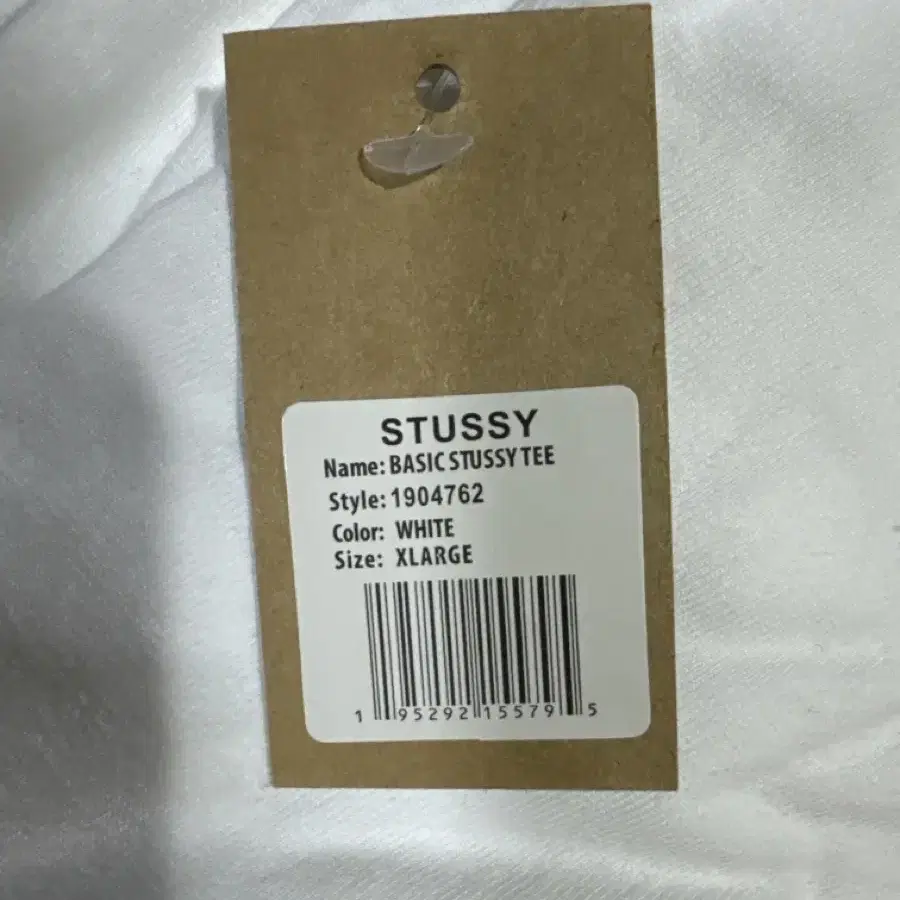 STUSSY
Name: BASIC STUSSY TEE
Style: 1904762
Color: WHITE
Size: XLARGE
1 95292 15579 5